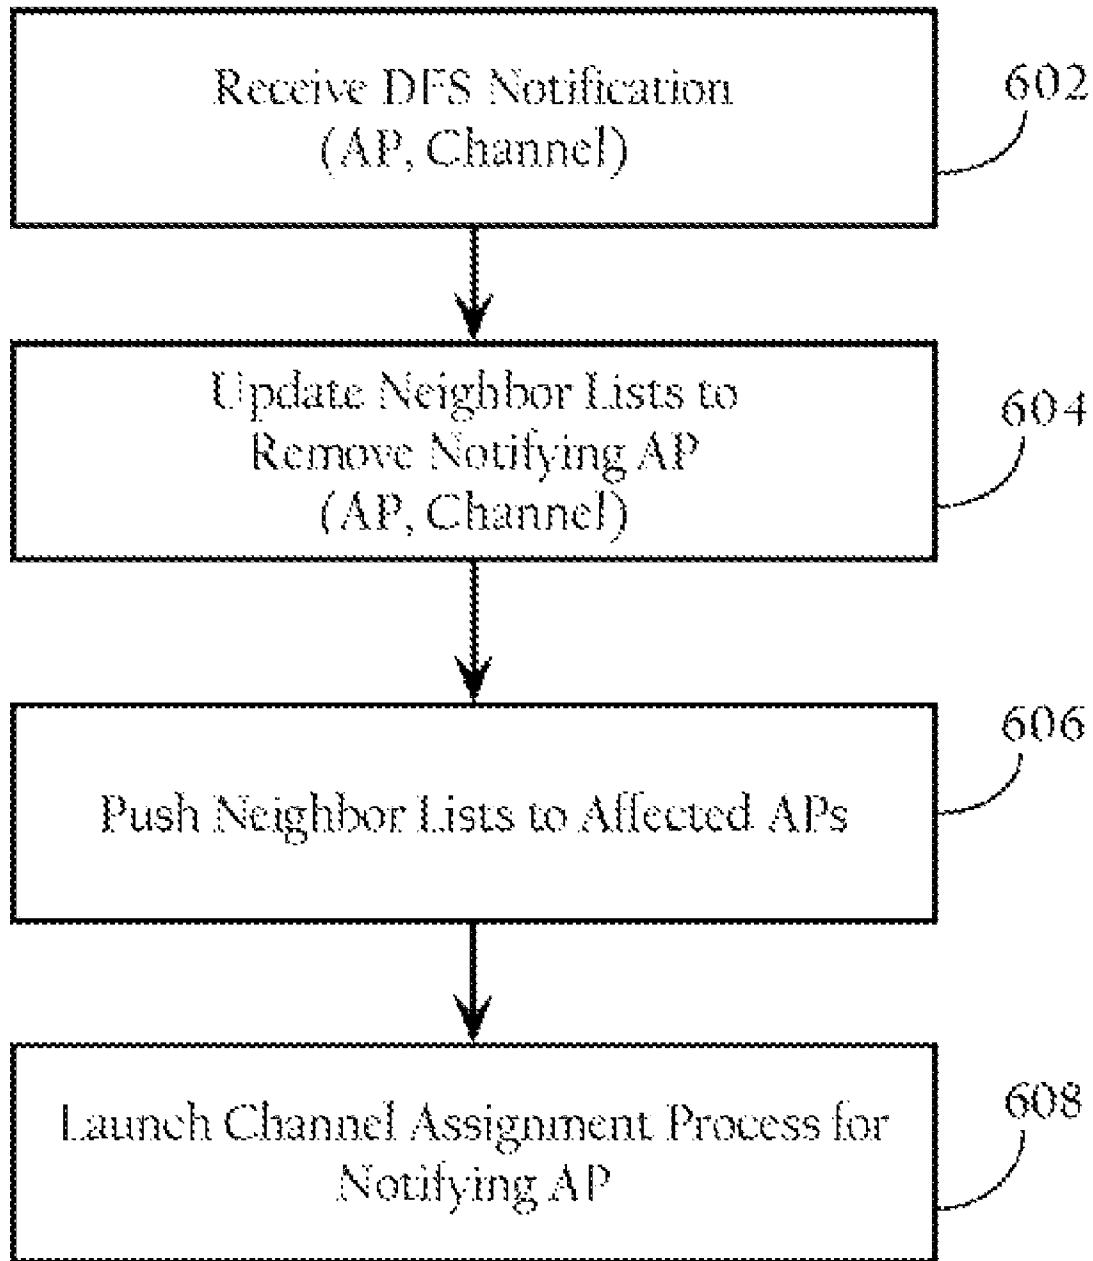 Receive DFS Notification
(AP, Channel)
602
Update Neighbor Lists to
Remove Notifying AP
(AP, Channel)
604
Push Neighbor Lists to Affected APs
606
Launch Channel Assignment Process for
Notifying AP
608